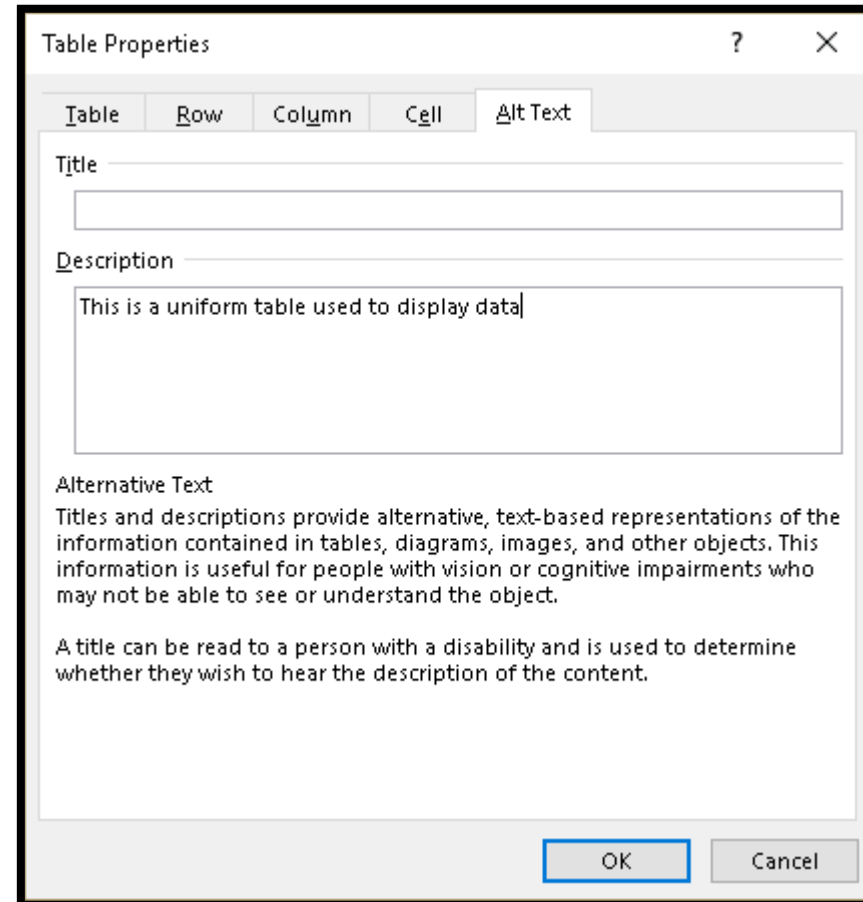 Table Properties ? ×
Table Row Column Cell Alt Text
Title
Description
This is a uniform table used to display data
Alternative Text
Titles and descriptions provide alternative, text-based representations of the
information contained in tables, diagrams, images, and other objects. This
information is useful for people with vision or cognitive impairments who
may not be able to see or understand the object.
A title can be read to a person with a disability and is used to determine
whether they wish to hear the description of the content.
OK Cancel